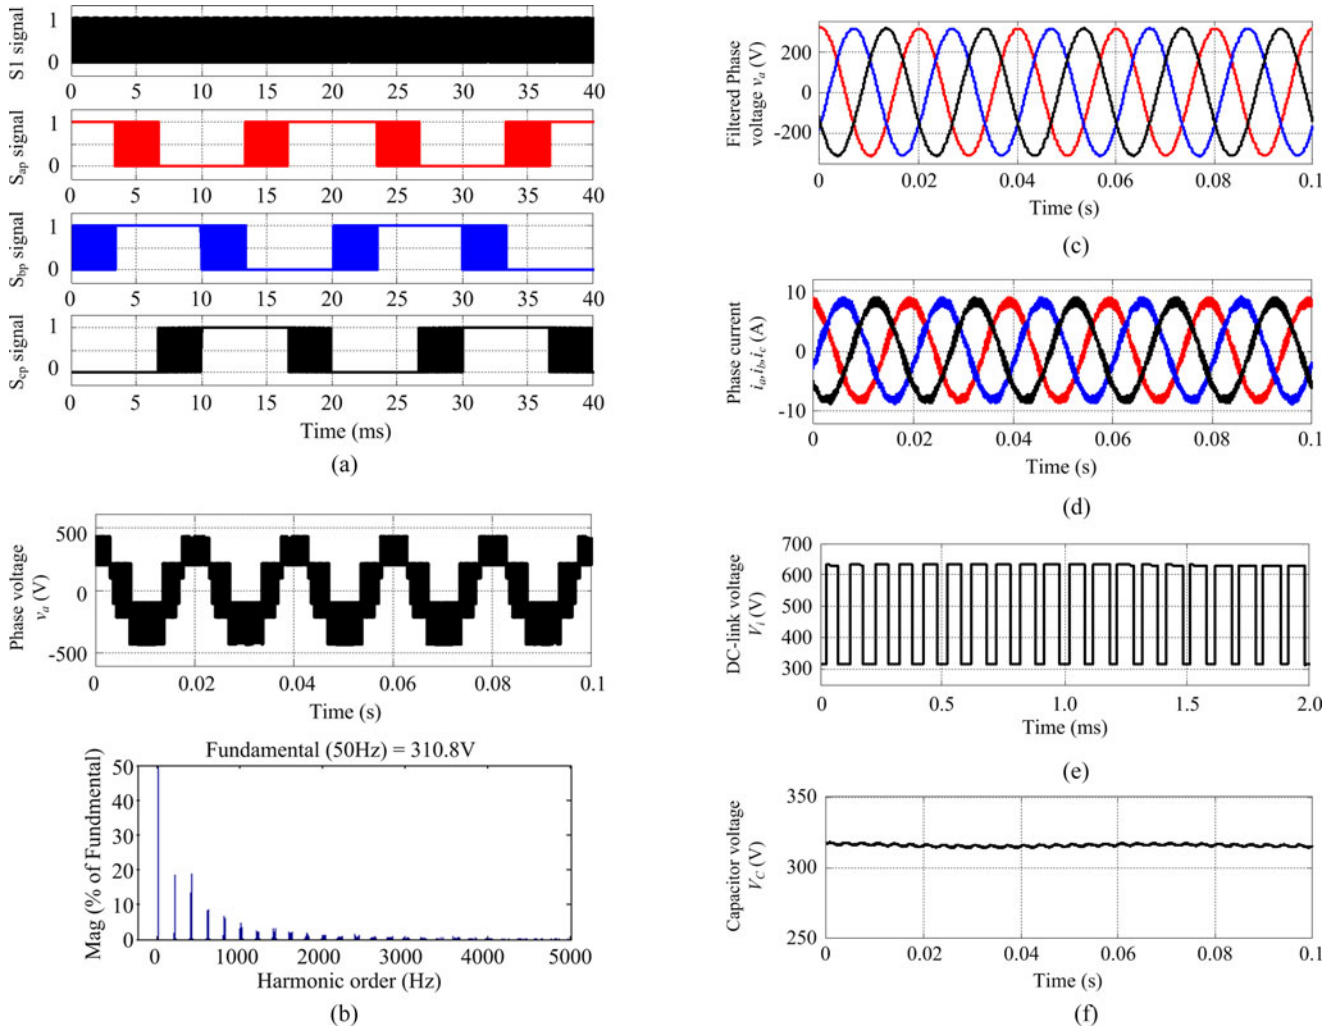 S1 signal
1
0
0 5 10 15 20 25 30 35 40
Sap signal
1
0
0 5 10 15 20 25 30 35 40
Sbp signal
1
0
0 5 10 15 20 25 30 35 40
Scp signal
1
0
0 5 10 15 20 25 30 35 40
Time (ms)
(a)
Phase voltage
va (V)
500
0
-500
0 0.02 0.04 0.06 0.08 0.1
Time (s)
Fundamental (50Hz) = 310.8V
Mag (% of Fundmental)
50
40
30
20
10
0
0 1000 2000 3000 4000 5000
Harmonic order (Hz)
(b)
Filtered Phase
voltage va (V)
200
0
-200
0 0.02 0.04 0.06 0.08 0.1
Time (s)
(c)
Phase current
ia,ib,ic (A)
10
0
-10
0 0.02 0.04 0.06 0.08 0.1
Time (s)
(d)
DC-link voltage
Vi (V)
700
600
500
400
300
0 0.5 1.0 1.5 2.0
Time (ms)
(e)
Capacitor voltage
VC (V)
350
300
250
0.02 0.04 0.06 0.08 0.1
Time (s)
(f)